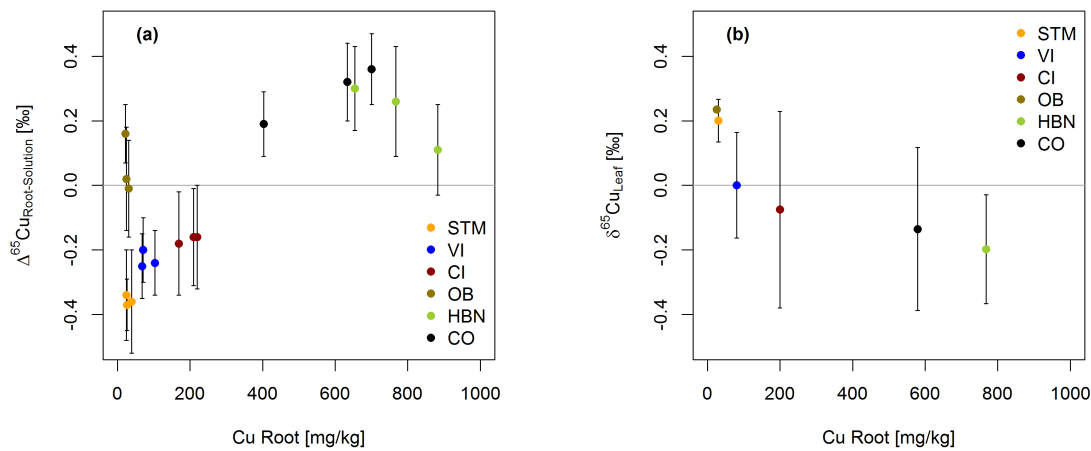 (a)
0.4
0.2
0.0
-0.2
-0.4
Δ⁶⁵Cu_Root-Solution [‰]
STM
VI
CI
OB
HBN
CO
0 200 400 600 800 1000
Cu Root [mg/kg]
(b)
0.4
0.2
0.0
-0.2
-0.4
δ⁶⁵Cu_Leaf [‰]
STM
VI
CI
OB
HBN
CO
0 200 400 600 800 1000
Cu Root [mg/kg]